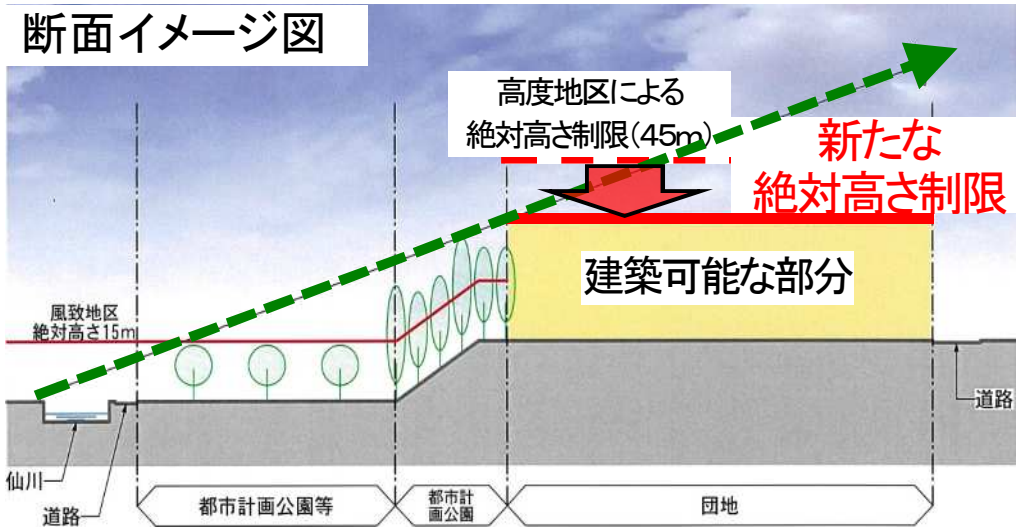 断面イメージ図
高度地区による
絶対高さ制限(45m)
新たな
絶対高さ制限
建築可能な部分
風致地区
絶対高さ15m
道路
仙川
道路
都市計画公園等
都市計
画公園
団地